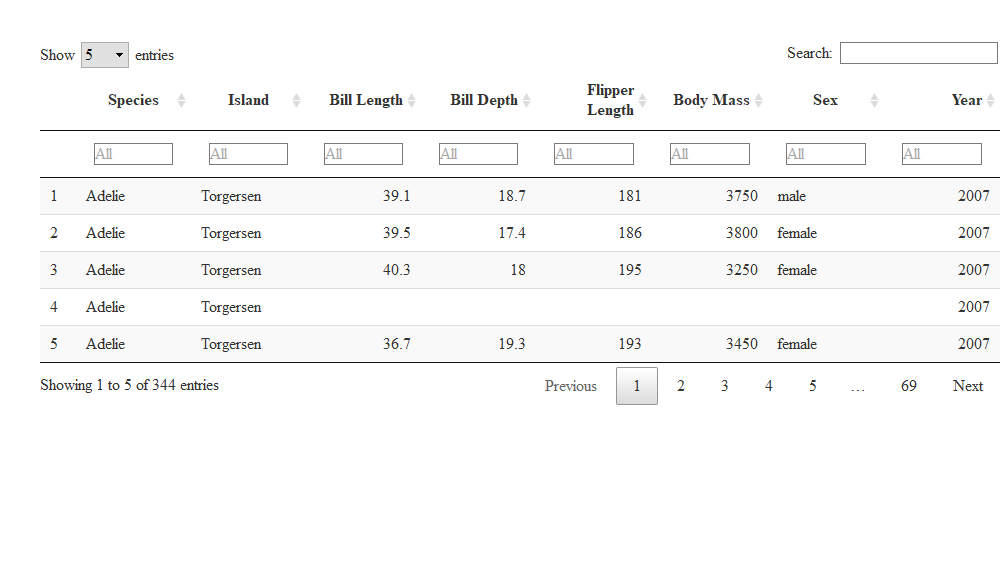 Show 5 entries Search:
Species Island Bill Length Bill Depth Flipper Length Body Mass Sex Year
All All All All All All All All
1 Adelie Torgersen 39.1 18.7 181 3750 male 2007
2 Adelie Torgersen 39.5 17.4 186 3800 female 2007
3 Adelie Torgersen 40.3 18 195 3250 female 2007
4 Adelie Torgersen 2007
5 Adelie Torgersen 36.7 19.3 193 3450 female 2007
Showing 1 to 5 of 344 entries Previous 1 2 3 4 5 … 69 Next